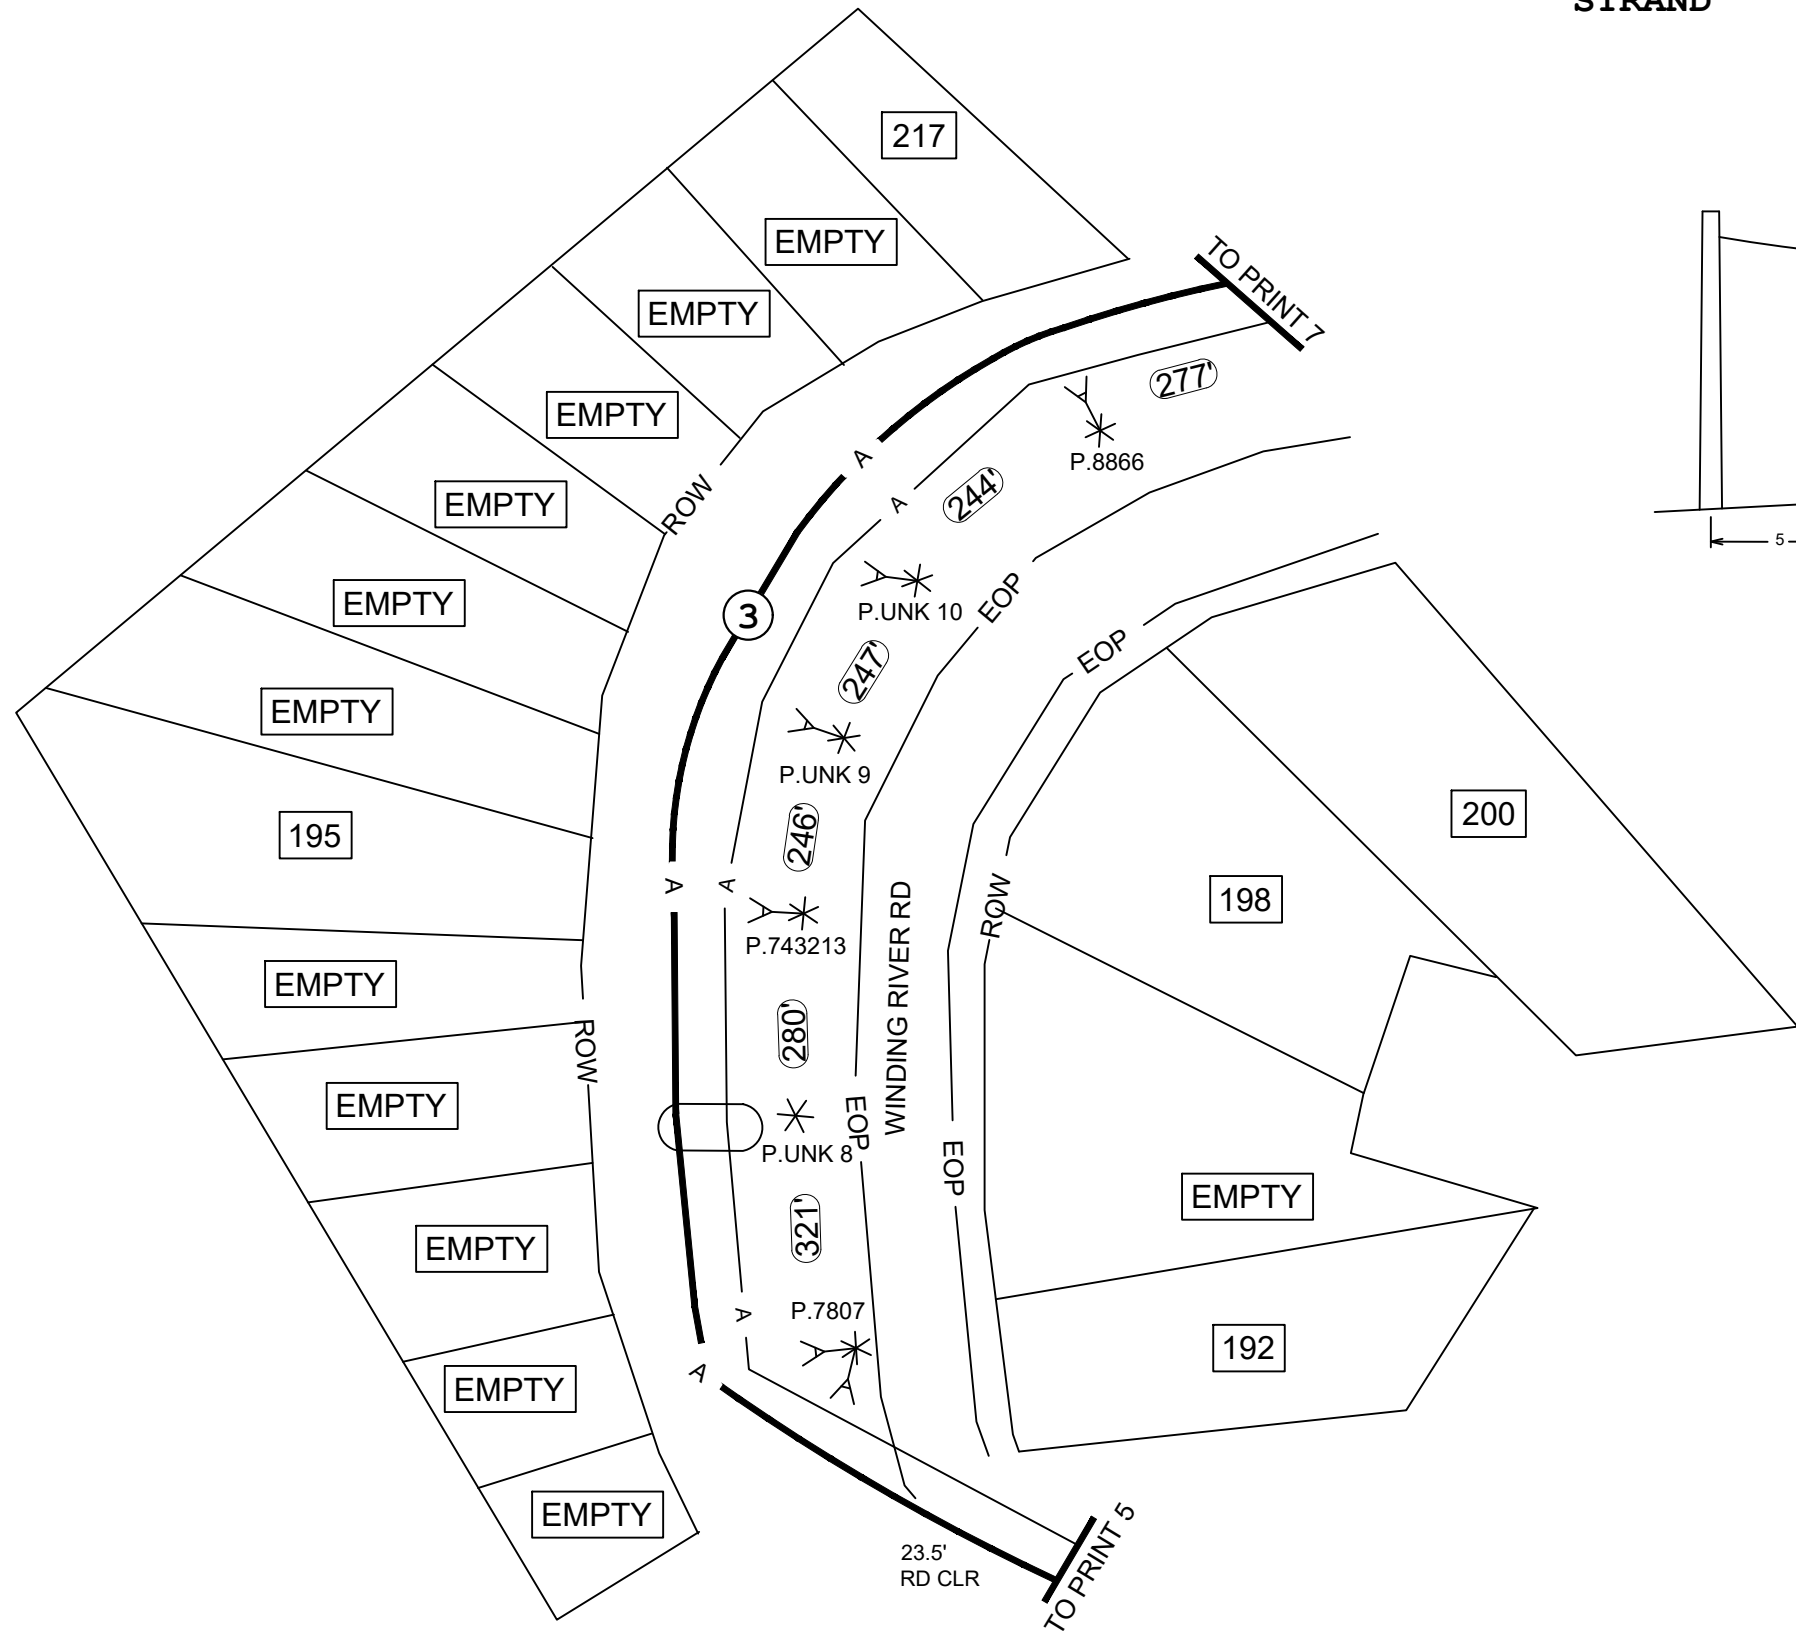 STRAND
217
EMPTY
TO PRINT 7
EMPTY
277'
EMPTY
A
P.8866
EMPTY
ROW
A
244'
5
EMPTY
3
P.UNK 10
EOP
EOP
EMPTY
247'
P.UNK 9
195
246'
200
A
A
ROW
198
P.743213
WINDING RIVER RD
EMPTY
280'
ROW
EMPTY
P.UNK 8
EOP
EOP
EMPTY
EMPTY
321'
A
P.7807
192
A
EMPTY
EMPTY
23.5'
RD CLR
TO PRINT 5